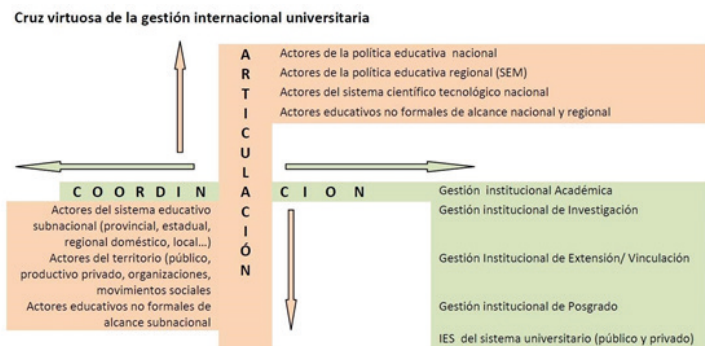 Cruz virtuosa de la gestión internacional universitaria
ARTICULACIÓN
Actores de la política educativa nacional
Actores de la política educativa regional (SEM)
Actores del sistema científico tecnológico nacional
Actores educativos no formales de alcance nacional y regional
COORDINACION
Actores del sistema educativo
subnacional (provincial, estadual,
regional doméstico, local...)
Actores del territorio (público,
productivo privado, organizaciones,
movimientos sociales
Actores educativos no formales de
alcance subnacional
Gestión institucional Académica
Gestión institucional de Investigación
Gestión Institucional de Extensión/ Vinculación
Gestión institucional de Posgrado
IES del sistema universitario (público y privado)